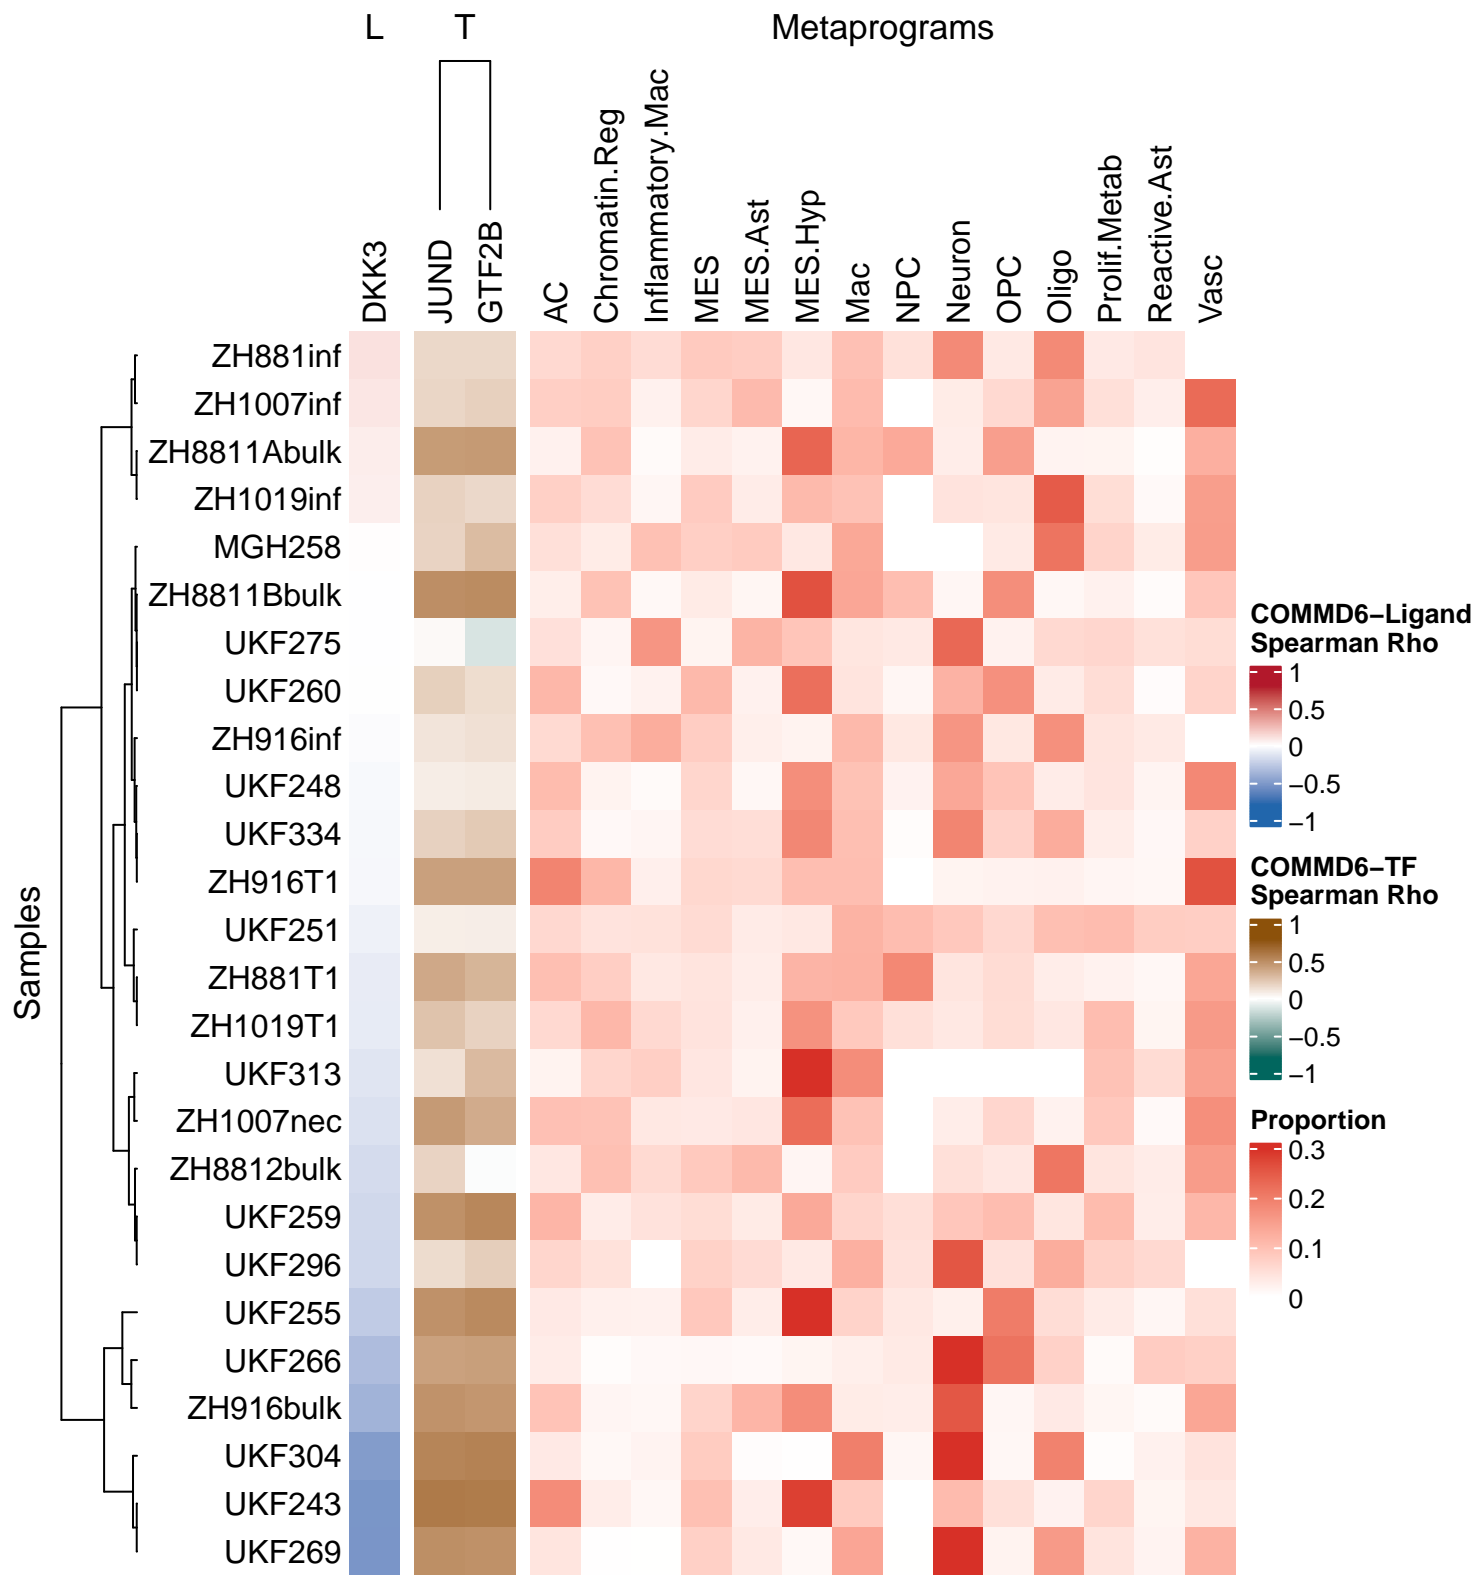 L T Metaprograms
DKK3
JUND
GTF2B
AC
Chromatin.Reg
Inflammatory.Mac
MES
MES.Ast
MES.Hyp
Mac
NPC
Neuron
OPC
Oligo
Prolif.Metab
Reactive.Ast
Vasc
Samples
ZH881inf
ZH1007inf
ZH8811Abulk
ZH1019inf
MGH258
ZH8811Bbulk
UKF275
UKF260
ZH916inf
UKF248
UKF334
ZH916T1
UKF251
ZH881T1
ZH1019T1
UKF313
ZH1007nec
ZH8812bulk
UKF259
UKF296
UKF255
UKF266
ZH916bulk
UKF304
UKF243
UKF269
COMMD6−Ligand
Spearman Rho
1
0.5
0
−0.5
−1
COMMD6−TF
Spearman Rho
1
0.5
0
−0.5
−1
Proportion
0.3
0.2
0.1
0